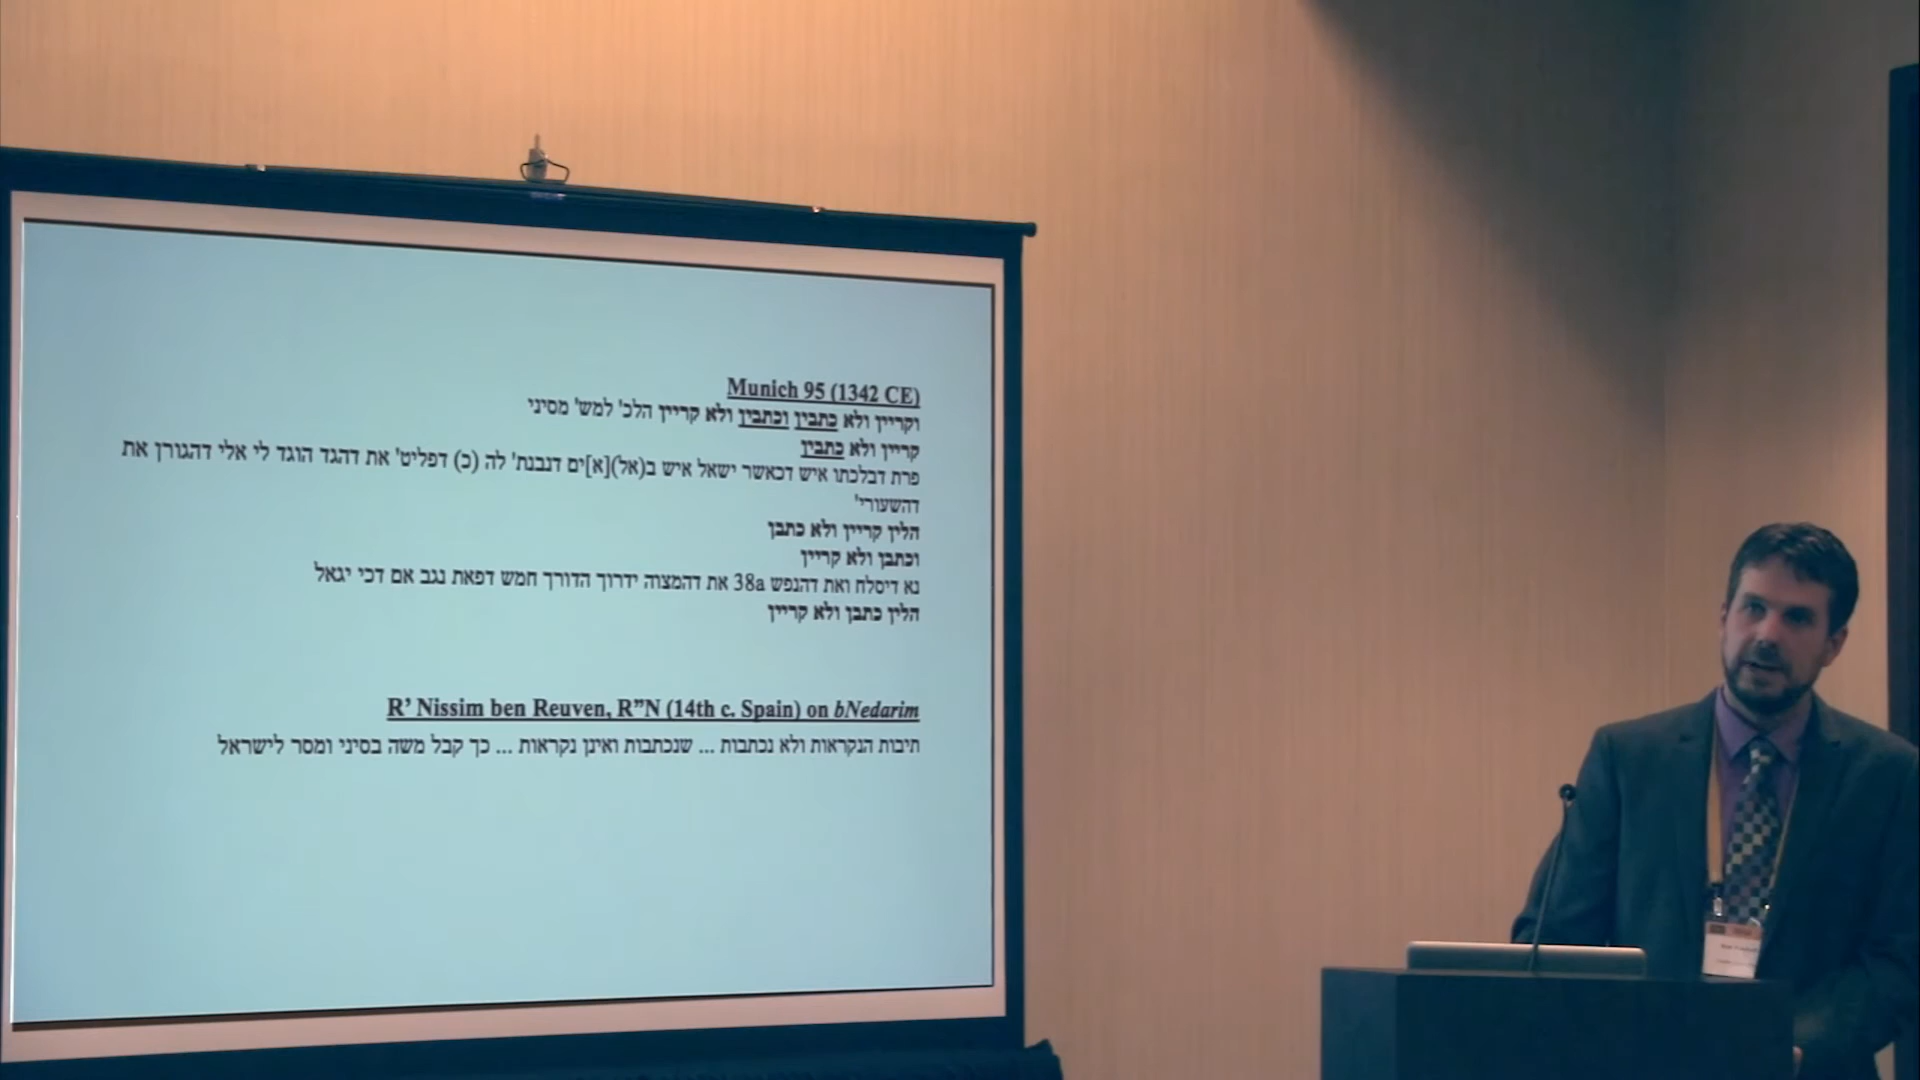 Munich 95 (1342 CE)
וקריין ולא כתבין וכתבין ולא קריין הלכ' למש' מסיני
קריין ולא כתבין
פרת דבלכתו איש דכאשר ישאל איש ב(אל)[א]ים דנבנת' לה (כ) דפליט' את דהגד הוגד לי אלי דהגורן את
דהשעורי'
הלין קריין ולא כתבן
וכתבן ולא קריין
נא דיסלח ואת דהנפש 38a את דהמצוה ידרוך הדורך חמש דפאת נגב אם דכי יגאל
הלין כתבן ולא קריין
R' Nissim ben Reuven, R”N (14th c. Spain) on bNedarim
תיבות הנקראות ולא נכתבות ... שנכתבות ואינן נקראות ... כך קבל משה בסיני ומסר לישראל